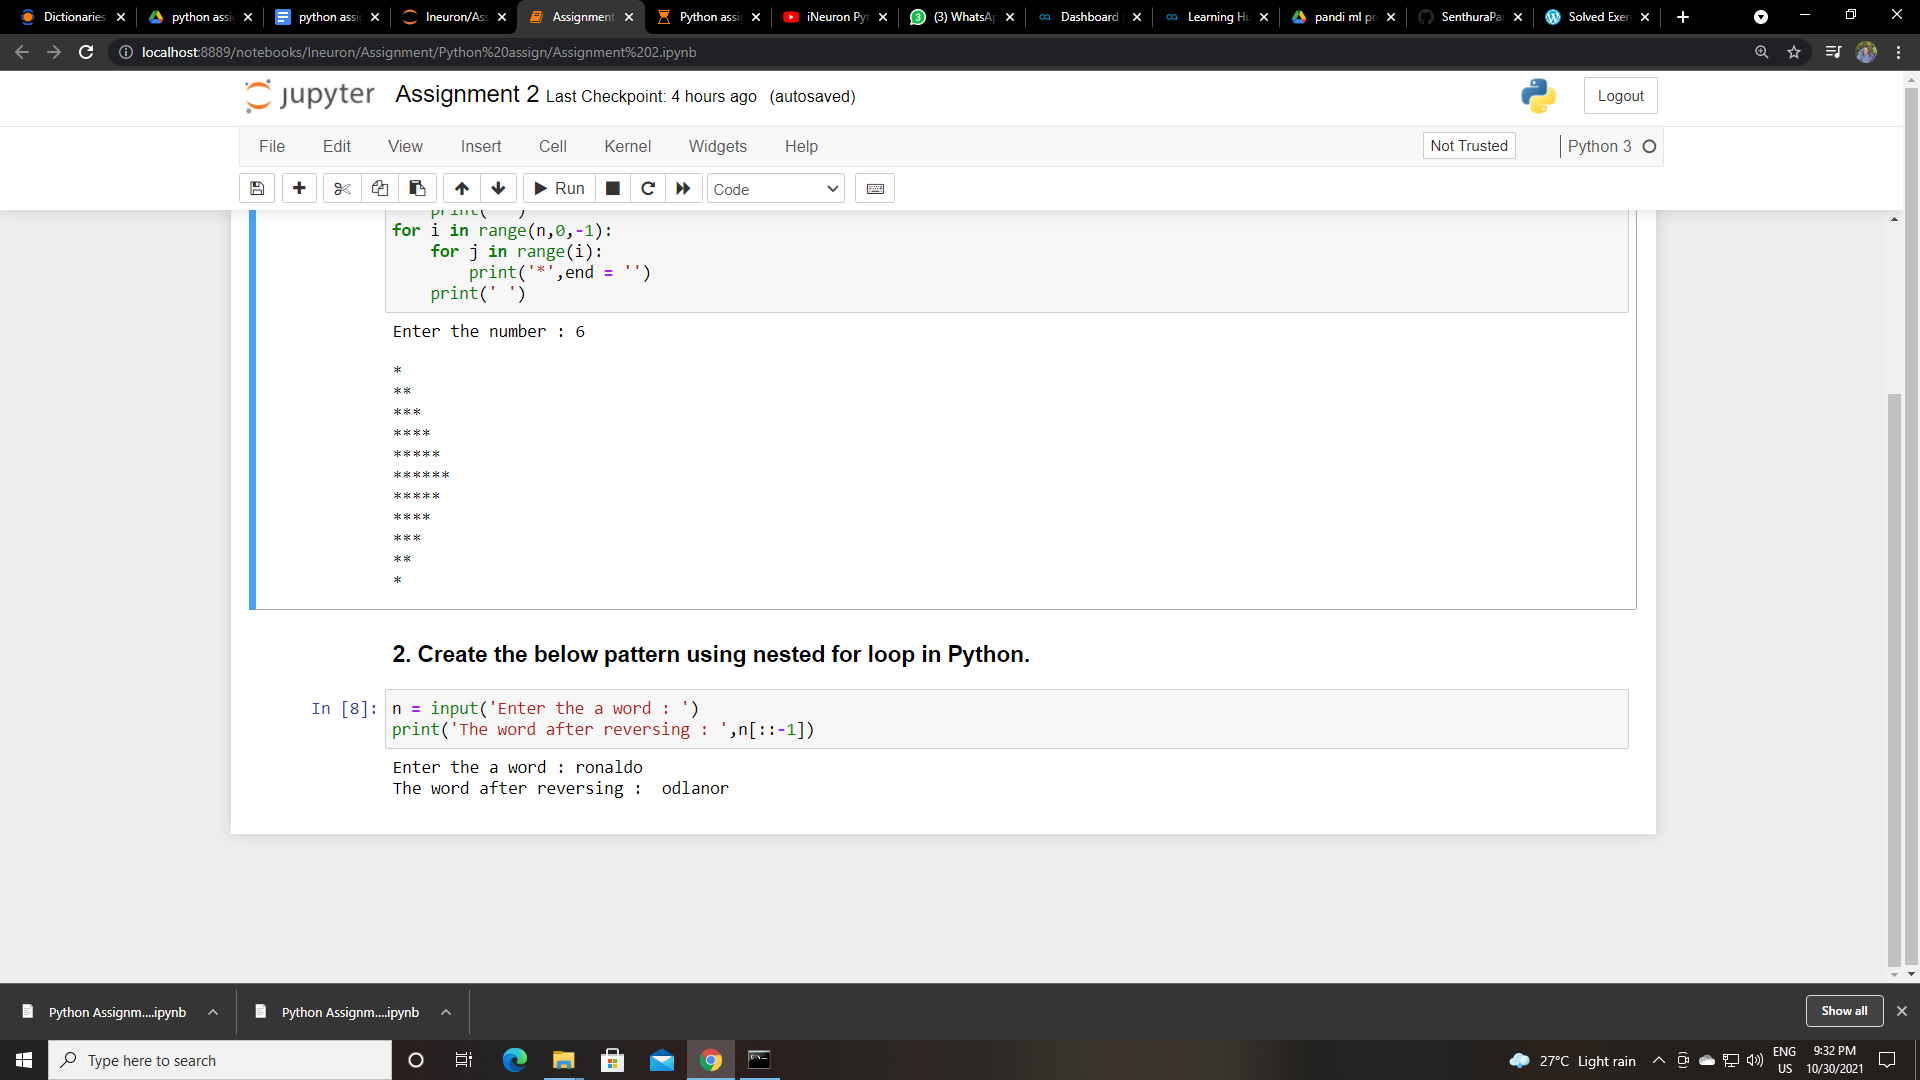 Dictionaries
python assi
python assi
Ineuron/Ass
Assignment
Python assi
iNeuron Pyt
(3) WhatsAp
Dashboard
Learning Hu
pandi ml pr
SenthuraPan
Solved Exer
localhost:8889/notebooks/Ineuron/Assignment/Python%20assign/Assignment%202.ipynb
jupyter Assignment 2 Last Checkpoint: 4 hours ago (autosaved)
Logout
File Edit View Insert Cell Kernel Widgets Help
Not Trusted
Python 3
Run
Code
print(' ')
for i in range(n,0,-1):
    for j in range(i):
        print('*',end = '')
    print(' ')
Enter the number : 6
*
**
***
****
*****
******
*****
****
***
**
*
2. Create the below pattern using nested for loop in Python.
In [8]: n = input('Enter the a word : ')
print('The word after reversing : ',n[::-1])
Enter the a word : ronaldo
The word after reversing :  odlanor
Python Assignm....ipynb
Python Assignm....ipynb
Show all
Type here to search
27°C Light rain
ENG
US
9:32 PM
10/30/2021